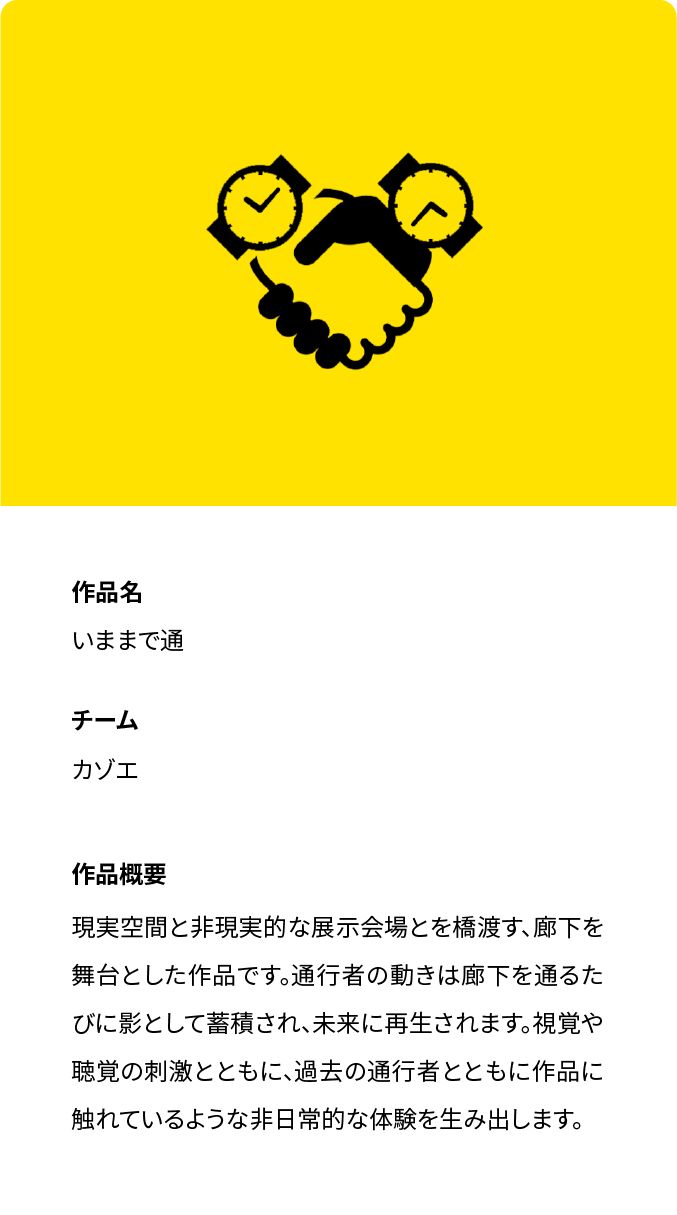 作品名
いままで通
チーム
カゾエ
作品概要
現実空間と非現実的な展示会場とを橋渡す、廊下を
舞台とした作品です。通行者の動きは廊下を通るた
びに影として蓄積され、未来に再生されます。視覚や
聴覚の刺激とともに、過去の通行者とともに作品に
触れているような非日常的な体験を生み出します。